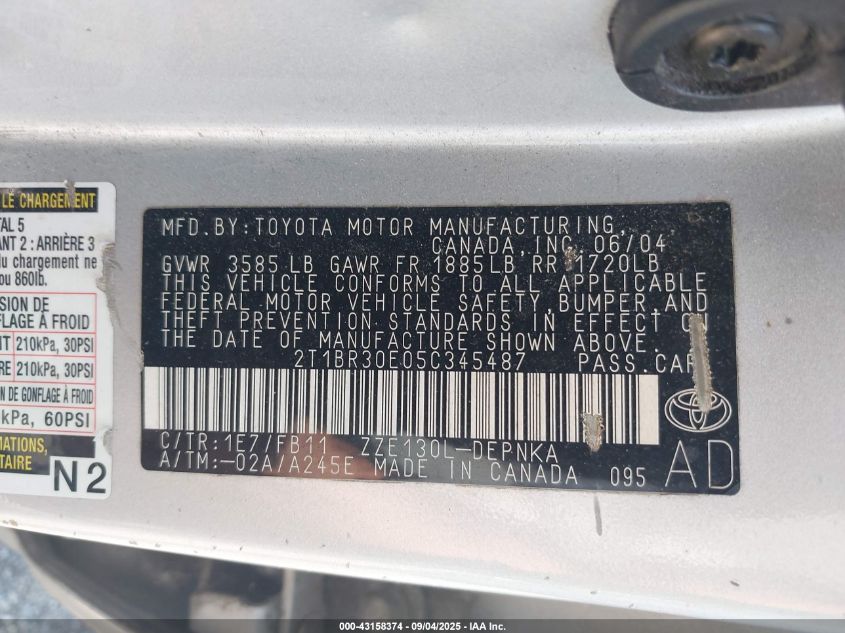 LE CHARGEMENT
TAL 5
ANT 2 : ARRIÈRE 3
du chargement ne
ou 860lb.
SION DE
FLAGE À FROID
NT 210kPa, 30PSI
RE 210kPa, 30PSI
DE GONFLAGE À FROID
kPa, 60PSI
MATIONS,
TAIRE
N2
MFD.BY:TOYOTA MOTOR MANUFACTURING,
CANADA,INC. 06/04
GVWR 3585 LB GAWR FR 1885LB RR 1720LB
THIS VEHICLE CONFORMS TO ALL APPLICABLE
FEDERAL MOTOR VEHICLE SAFETY, BUMPER, AND
THEFT PREVENTION STANDARDS IN EFFECT ON
THE DATE OF MANUFACTURE SHOWN ABOVE.
2T1BR30E05C345487 PASS.CAR
C/TR:1E7/FB11 ZZE130L-DEPNKA
A/TM:-02A/A245E MADE IN CANADA 095
AD
000-43158374 - 09/04/2025 - IAA Inc.